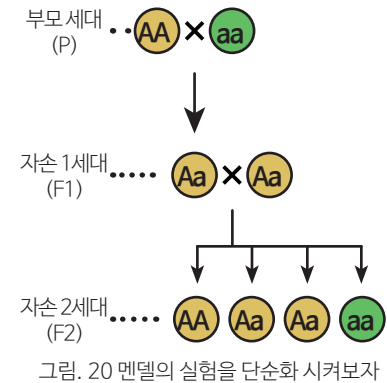 부모 세대
(P)
AA × aa
자손 1세대
(F1)
Aa × Aa
자손 2세대
(F2)
AA Aa Aa aa
그림. 20 멘델의 실험을 단순화 시켜보자